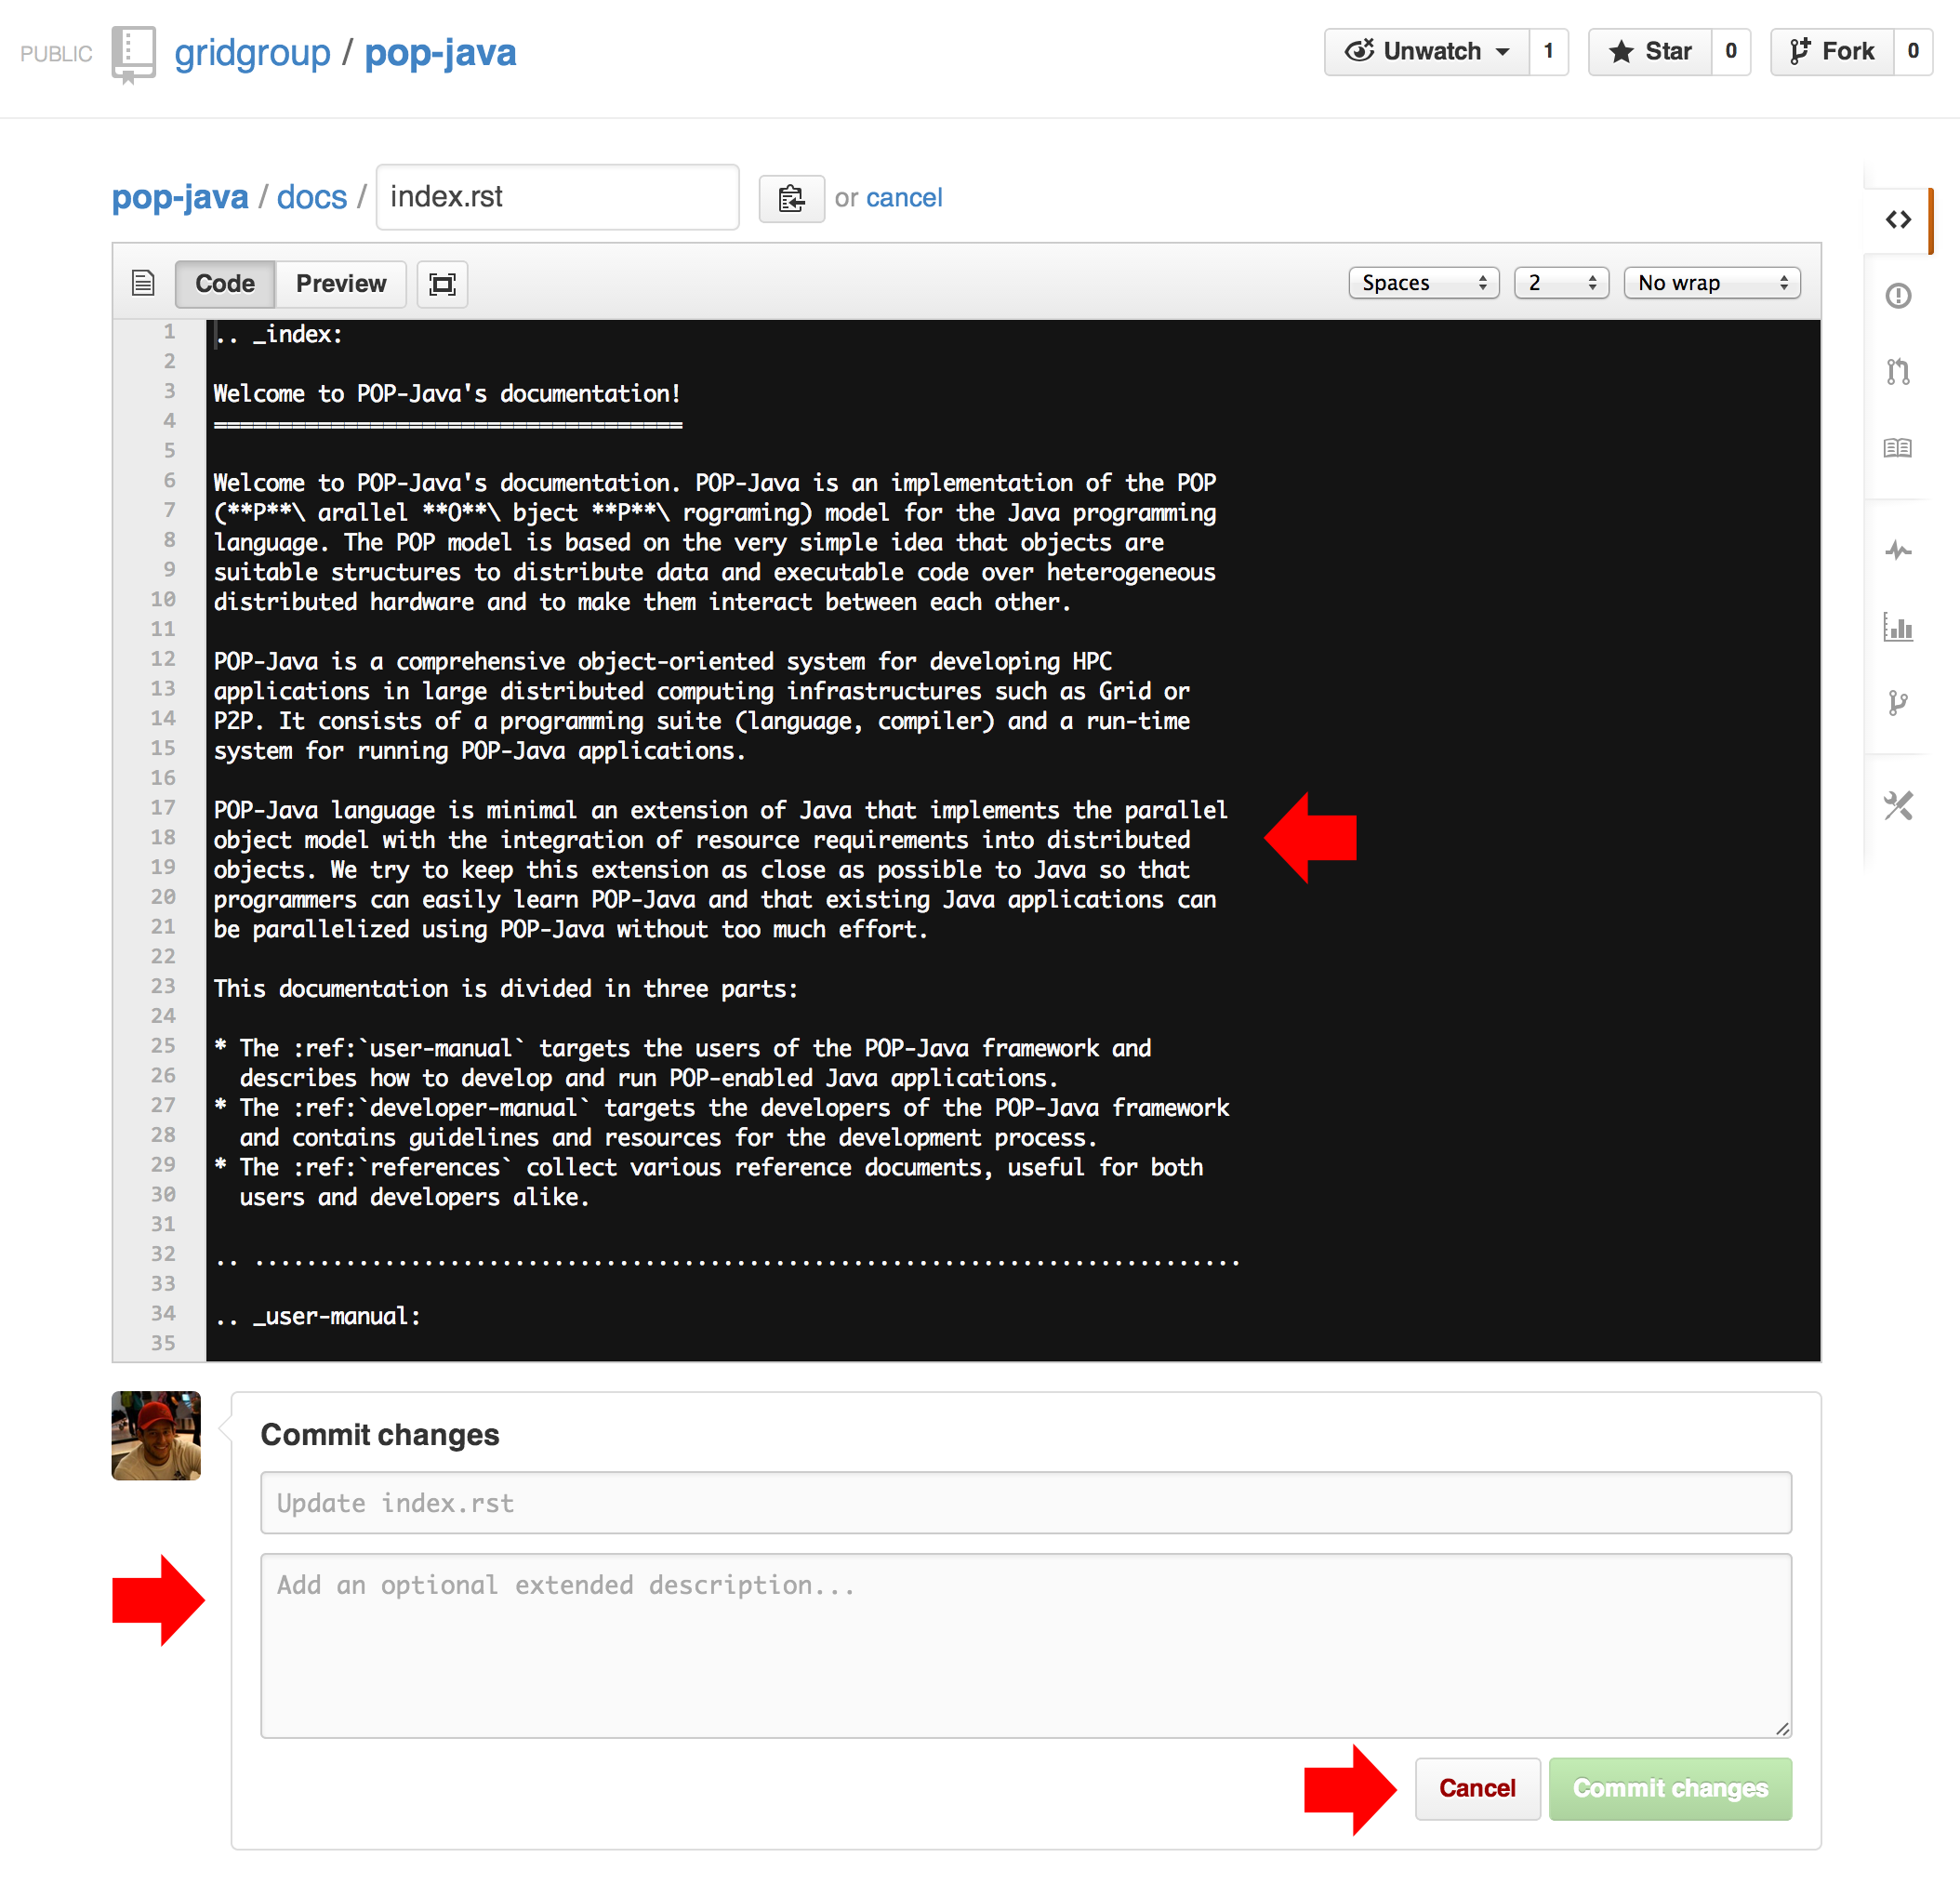 PUBLIC gridgroup / pop-java Unwatch 1 Star 0 Fork 0
pop-java / docs / index.rst or cancel
Code Preview Spaces 2 No wrap
1 .. _index:
2
3 Welcome to POP-Java's documentation!
4 ====================================
5
6 Welcome to POP-Java's documentation. POP-Java is an implementation of the POP
7 (**P**\ arallel **O**\ bject **P**\ rograming) model for the Java programming
8 language. The POP model is based on the very simple idea that objects are
9 suitable structures to distribute data and executable code over heterogeneous
10 distributed hardware and to make them interact between each other.
11
12 POP-Java is a comprehensive object-oriented system for developing HPC
13 applications in large distributed computing infrastructures such as Grid or
14 P2P. It consists of a programming suite (language, compiler) and a run-time
15 system for running POP-Java applications.
16
17 POP-Java language is minimal an extension of Java that implements the parallel
18 object model with the integration of resource requirements into distributed
19 objects. We try to keep this extension as close as possible to Java so that
20 programmers can easily learn POP-Java and that existing Java applications can
21 be parallelized using POP-Java without too much effort.
22
23 This documentation is divided in three parts:
24
25 * The :ref:`user-manual` targets the users of the POP-Java framework and
26   describes how to develop and run POP-enabled Java applications.
27 * The :ref:`developer-manual` targets the developers of the POP-Java framework
28   and contains guidelines and resources for the development process.
29 * The :ref:`references` collect various reference documents, useful for both
30   users and developers alike.
31
32 .. ............................................................................
33
34 .. _user-manual:
35
Commit changes
Update index.rst
Add an optional extended description...
Cancel Commit changes